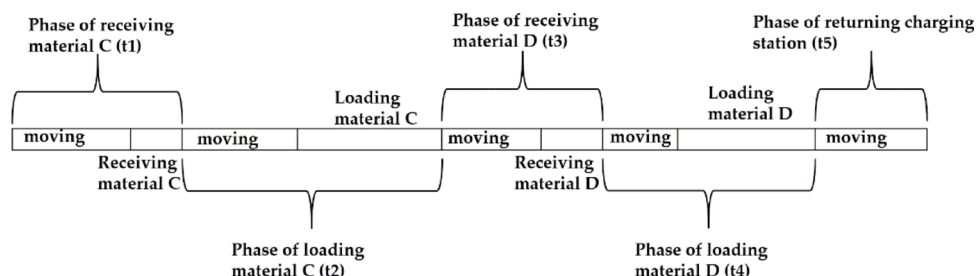 Phase of receiving
material C (t1)
Phase of receiving
material D (t3)
Phase of returning charging
station (t5)
Loading
material C
Loading
material D
moving
moving
moving
moving
moving
Receiving
material C
Receiving
material D
Phase of loading
material C (t2)
Phase of loading
material D (t4)